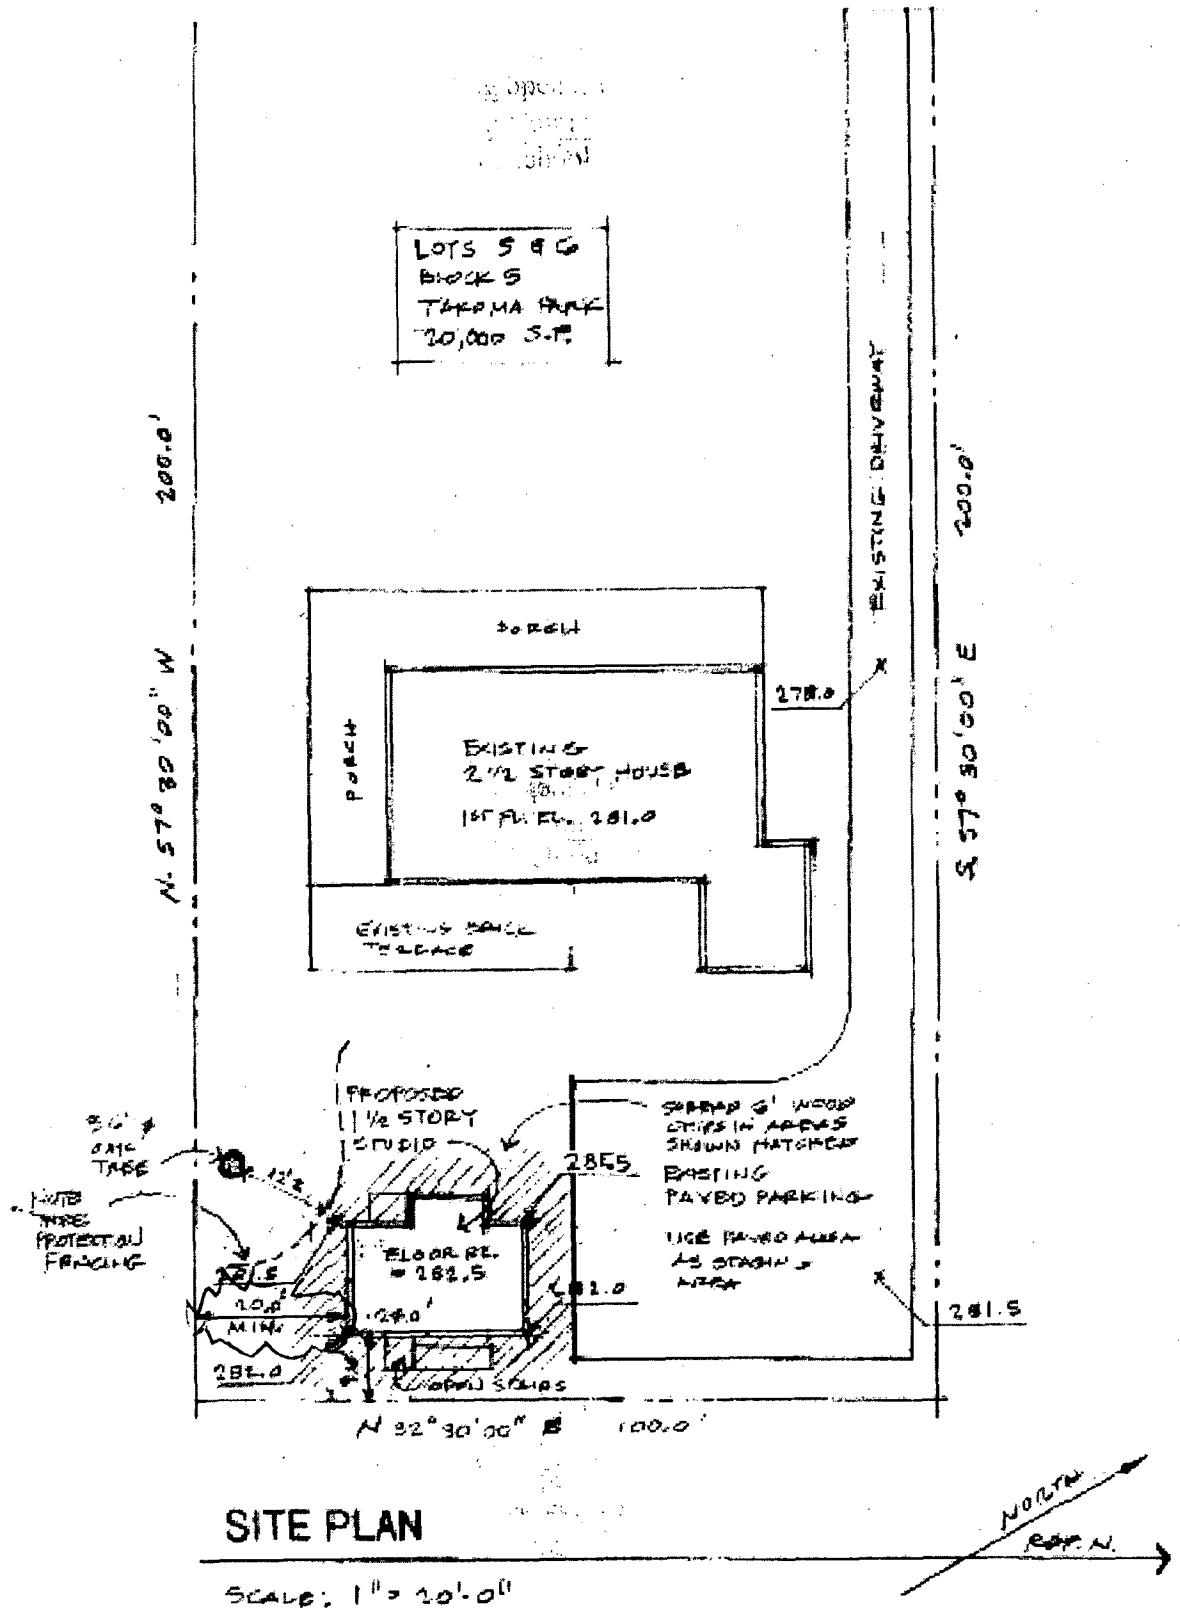 LOTS 5 & 6
BLOCK 5
TAKOMA PARK
20,000 S.F.
200.0'
N. 57° 30' 00" W
EXISTING DRIVEWAY
200.0'
S. 57° 30' 00" E
PORCH
PORCH
278.0
EXISTING
2 1/2 STORY HOUSE
1ST FL. EL. 281.0
EXISTING BRICK
TERRACE
PROPOSED
1 1/2 STORY
STUDIO
SPREAD 6" WOOD
CHIPS IN AREAS
SHOWN HATCHED
EXISTING
PAVED PARKING
USE PAVED AREA
AS STAGING
AREA
36" ⌀
OAK
TREE
NOTE
TREE
PROTECTION
FENCING
FLOOR EL.
= 282.5
20.0'
MIN.
282.0
282.0
281.5
OPEN STAIRS
N 32° 30' 00" E 100.0'
SITE PLAN
SCALE: 1" = 20'-0"
NORTH
REF. N.